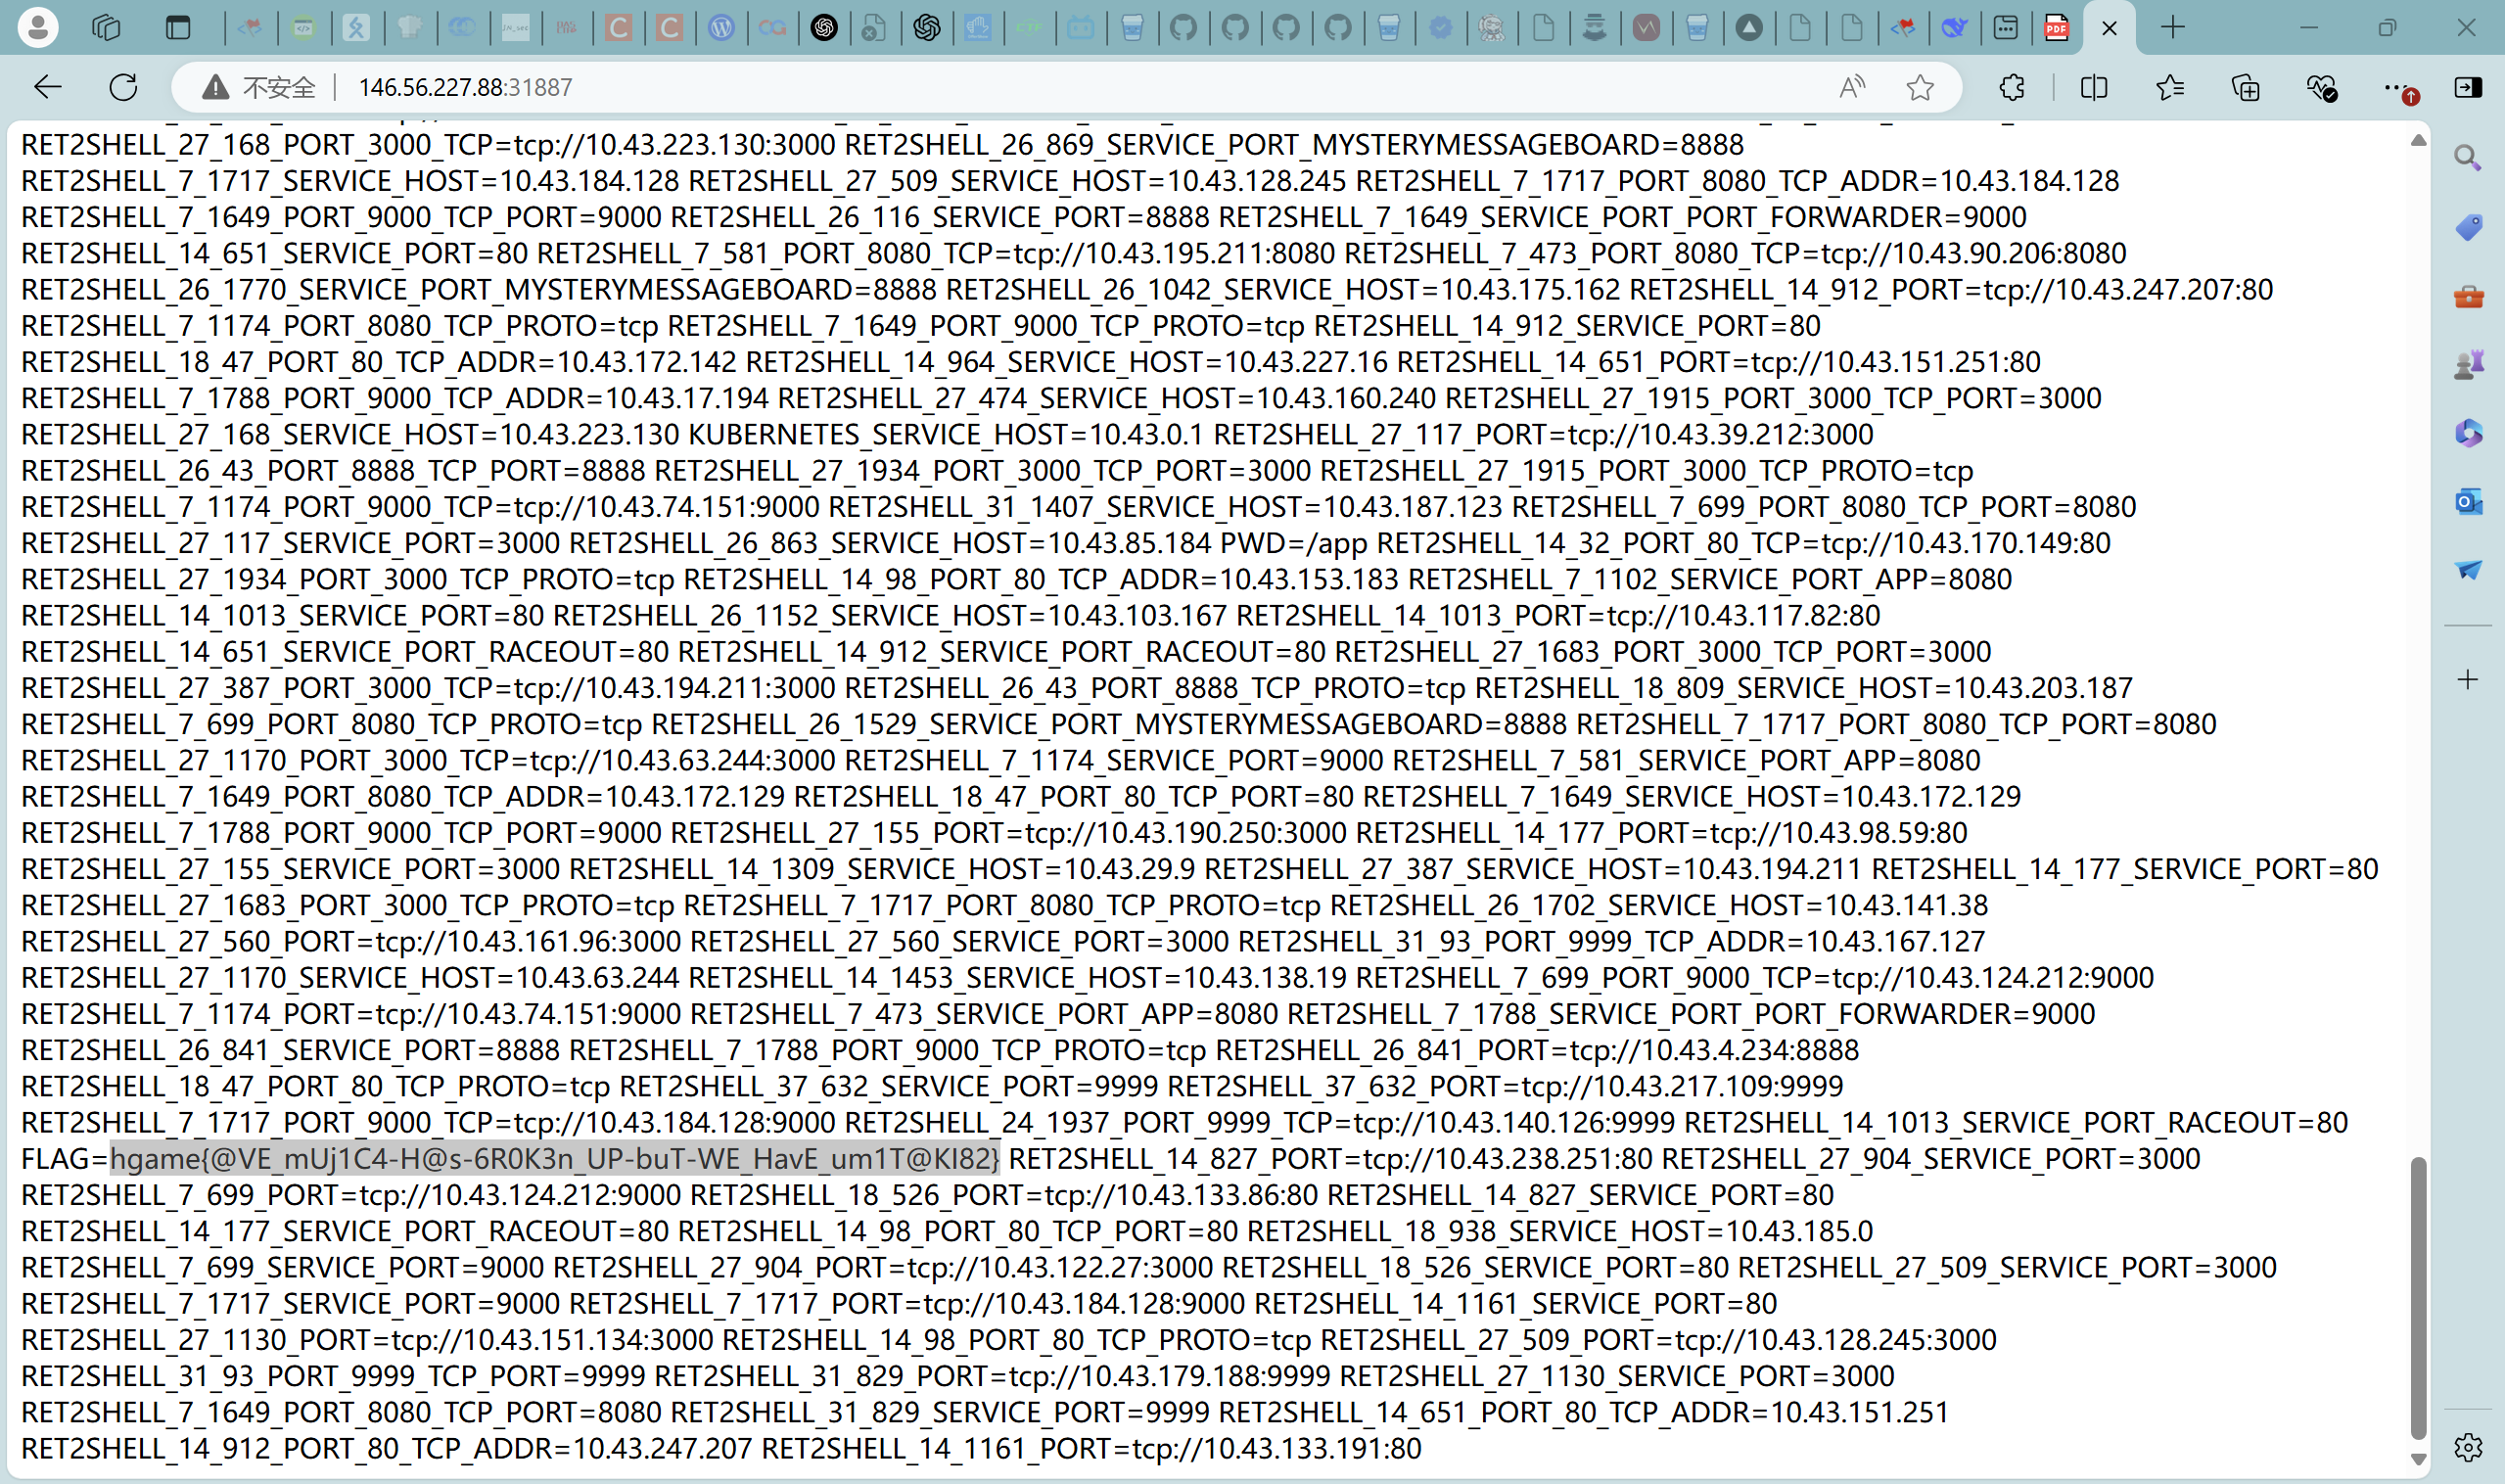 不安全 146.56.227.88:31887
RET2SHELL_27_168_PORT_3000_TCP=tcp://10.43.223.130:3000 RET2SHELL_26_869_SERVICE_PORT_MYSTERYMESSAGEBOARD=8888
RET2SHELL_7_1717_SERVICE_HOST=10.43.184.128 RET2SHELL_27_509_SERVICE_HOST=10.43.128.245 RET2SHELL_7_1717_PORT_8080_TCP_ADDR=10.43.184.128
RET2SHELL_7_1649_PORT_9000_TCP_PORT=9000 RET2SHELL_26_116_SERVICE_PORT=8888 RET2SHELL_7_1649_SERVICE_PORT_PORT_FORWARDER=9000
RET2SHELL_14_651_SERVICE_PORT=80 RET2SHELL_7_581_PORT_8080_TCP=tcp://10.43.195.211:8080 RET2SHELL_7_473_PORT_8080_TCP=tcp://10.43.90.206:8080
RET2SHELL_26_1770_SERVICE_PORT_MYSTERYMESSAGEBOARD=8888 RET2SHELL_26_1042_SERVICE_HOST=10.43.175.162 RET2SHELL_14_912_PORT=tcp://10.43.247.207:80
RET2SHELL_7_1174_PORT_8080_TCP_PROTO=tcp RET2SHELL_7_1649_PORT_9000_TCP_PROTO=tcp RET2SHELL_14_912_SERVICE_PORT=80
RET2SHELL_18_47_PORT_80_TCP_ADDR=10.43.172.142 RET2SHELL_14_964_SERVICE_HOST=10.43.227.16 RET2SHELL_14_651_PORT=tcp://10.43.151.251:80
RET2SHELL_7_1788_PORT_9000_TCP_ADDR=10.43.17.194 RET2SHELL_27_474_SERVICE_HOST=10.43.160.240 RET2SHELL_27_1915_PORT_3000_TCP_PORT=3000
RET2SHELL_27_168_SERVICE_HOST=10.43.223.130 KUBERNETES_SERVICE_HOST=10.43.0.1 RET2SHELL_27_117_PORT=tcp://10.43.39.212:3000
RET2SHELL_26_43_PORT_8888_TCP_PORT=8888 RET2SHELL_27_1934_PORT_3000_TCP_PORT=3000 RET2SHELL_27_1915_PORT_3000_TCP_PROTO=tcp
RET2SHELL_7_1174_PORT_9000_TCP=tcp://10.43.74.151:9000 RET2SHELL_31_1407_SERVICE_HOST=10.43.187.123 RET2SHELL_7_699_PORT_8080_TCP_PORT=8080
RET2SHELL_27_117_SERVICE_PORT=3000 RET2SHELL_26_863_SERVICE_HOST=10.43.85.184 PWD=/app RET2SHELL_14_32_PORT_80_TCP=tcp://10.43.170.149:80
RET2SHELL_27_1934_PORT_3000_TCP_PROTO=tcp RET2SHELL_14_98_PORT_80_TCP_ADDR=10.43.153.183 RET2SHELL_7_1102_SERVICE_PORT_APP=8080
RET2SHELL_14_1013_SERVICE_PORT=80 RET2SHELL_26_1152_SERVICE_HOST=10.43.103.167 RET2SHELL_14_1013_PORT=tcp://10.43.117.82:80
RET2SHELL_14_651_SERVICE_PORT_RACEOUT=80 RET2SHELL_14_912_SERVICE_PORT_RACEOUT=80 RET2SHELL_27_1683_PORT_3000_TCP_PORT=3000
RET2SHELL_27_387_PORT_3000_TCP=tcp://10.43.194.211:3000 RET2SHELL_26_43_PORT_8888_TCP_PROTO=tcp RET2SHELL_18_809_SERVICE_HOST=10.43.203.187
RET2SHELL_7_699_PORT_8080_TCP_PROTO=tcp RET2SHELL_26_1529_SERVICE_PORT_MYSTERYMESSAGEBOARD=8888 RET2SHELL_7_1717_PORT_8080_TCP_PORT=8080
RET2SHELL_27_1170_PORT_3000_TCP=tcp://10.43.63.244:3000 RET2SHELL_7_1174_SERVICE_PORT=9000 RET2SHELL_7_581_SERVICE_PORT_APP=8080
RET2SHELL_7_1649_PORT_8080_TCP_ADDR=10.43.172.129 RET2SHELL_18_47_PORT_80_TCP_PORT=80 RET2SHELL_7_1649_SERVICE_HOST=10.43.172.129
RET2SHELL_7_1788_PORT_9000_TCP_PORT=9000 RET2SHELL_27_155_PORT=tcp://10.43.190.250:3000 RET2SHELL_14_177_PORT=tcp://10.43.98.59:80
RET2SHELL_27_155_SERVICE_PORT=3000 RET2SHELL_14_1309_SERVICE_HOST=10.43.29.9 RET2SHELL_27_387_SERVICE_HOST=10.43.194.211 RET2SHELL_14_177_SERVICE_PORT=80
RET2SHELL_27_1683_PORT_3000_TCP_PROTO=tcp RET2SHELL_7_1717_PORT_8080_TCP_PROTO=tcp RET2SHELL_26_1702_SERVICE_HOST=10.43.141.38
RET2SHELL_27_560_PORT=tcp://10.43.161.96:3000 RET2SHELL_27_560_SERVICE_PORT=3000 RET2SHELL_31_93_PORT_9999_TCP_ADDR=10.43.167.127
RET2SHELL_27_1170_SERVICE_HOST=10.43.63.244 RET2SHELL_14_1453_SERVICE_HOST=10.43.138.19 RET2SHELL_7_699_PORT_9000_TCP=tcp://10.43.124.212:9000
RET2SHELL_7_1174_PORT=tcp://10.43.74.151:9000 RET2SHELL_7_473_SERVICE_PORT_APP=8080 RET2SHELL_7_1788_SERVICE_PORT_PORT_FORWARDER=9000
RET2SHELL_26_841_SERVICE_PORT=8888 RET2SHELL_7_1788_PORT_9000_TCP_PROTO=tcp RET2SHELL_26_841_PORT=tcp://10.43.4.234:8888
RET2SHELL_18_47_PORT_80_TCP_PROTO=tcp RET2SHELL_37_632_SERVICE_PORT=9999 RET2SHELL_37_632_PORT=tcp://10.43.217.109:9999
RET2SHELL_7_1717_PORT_9000_TCP=tcp://10.43.184.128:9000 RET2SHELL_24_1937_PORT_9999_TCP=tcp://10.43.140.126:9999 RET2SHELL_14_1013_SERVICE_PORT_RACEOUT=80
FLAG=hgame{@VE_mUj1C4-H@s-6R0K3n_UP-buT-WE_HavE_um1T@KI82} RET2SHELL_14_827_PORT=tcp://10.43.238.251:80 RET2SHELL_27_904_SERVICE_PORT=3000
RET2SHELL_7_699_PORT=tcp://10.43.124.212:9000 RET2SHELL_18_526_PORT=tcp://10.43.133.86:80 RET2SHELL_14_827_SERVICE_PORT=80
RET2SHELL_14_177_SERVICE_PORT_RACEOUT=80 RET2SHELL_14_98_PORT_80_TCP_PORT=80 RET2SHELL_18_938_SERVICE_HOST=10.43.185.0
RET2SHELL_7_699_SERVICE_PORT=9000 RET2SHELL_27_904_PORT=tcp://10.43.122.27:3000 RET2SHELL_18_526_SERVICE_PORT=80 RET2SHELL_27_509_SERVICE_PORT=3000
RET2SHELL_7_1717_SERVICE_PORT=9000 RET2SHELL_7_1717_PORT=tcp://10.43.184.128:9000 RET2SHELL_14_1161_SERVICE_PORT=80
RET2SHELL_27_1130_PORT=tcp://10.43.151.134:3000 RET2SHELL_14_98_PORT_80_TCP_PROTO=tcp RET2SHELL_27_509_PORT=tcp://10.43.128.245:3000
RET2SHELL_31_93_PORT_9999_TCP_PORT=9999 RET2SHELL_31_829_PORT=tcp://10.43.179.188:9999 RET2SHELL_27_1130_SERVICE_PORT=3000
RET2SHELL_7_1649_PORT_8080_TCP_PORT=8080 RET2SHELL_31_829_SERVICE_PORT=9999 RET2SHELL_14_651_PORT_80_TCP_ADDR=10.43.151.251
RET2SHELL_14_912_PORT_80_TCP_ADDR=10.43.247.207 RET2SHELL_14_1161_PORT=tcp://10.43.133.191:80